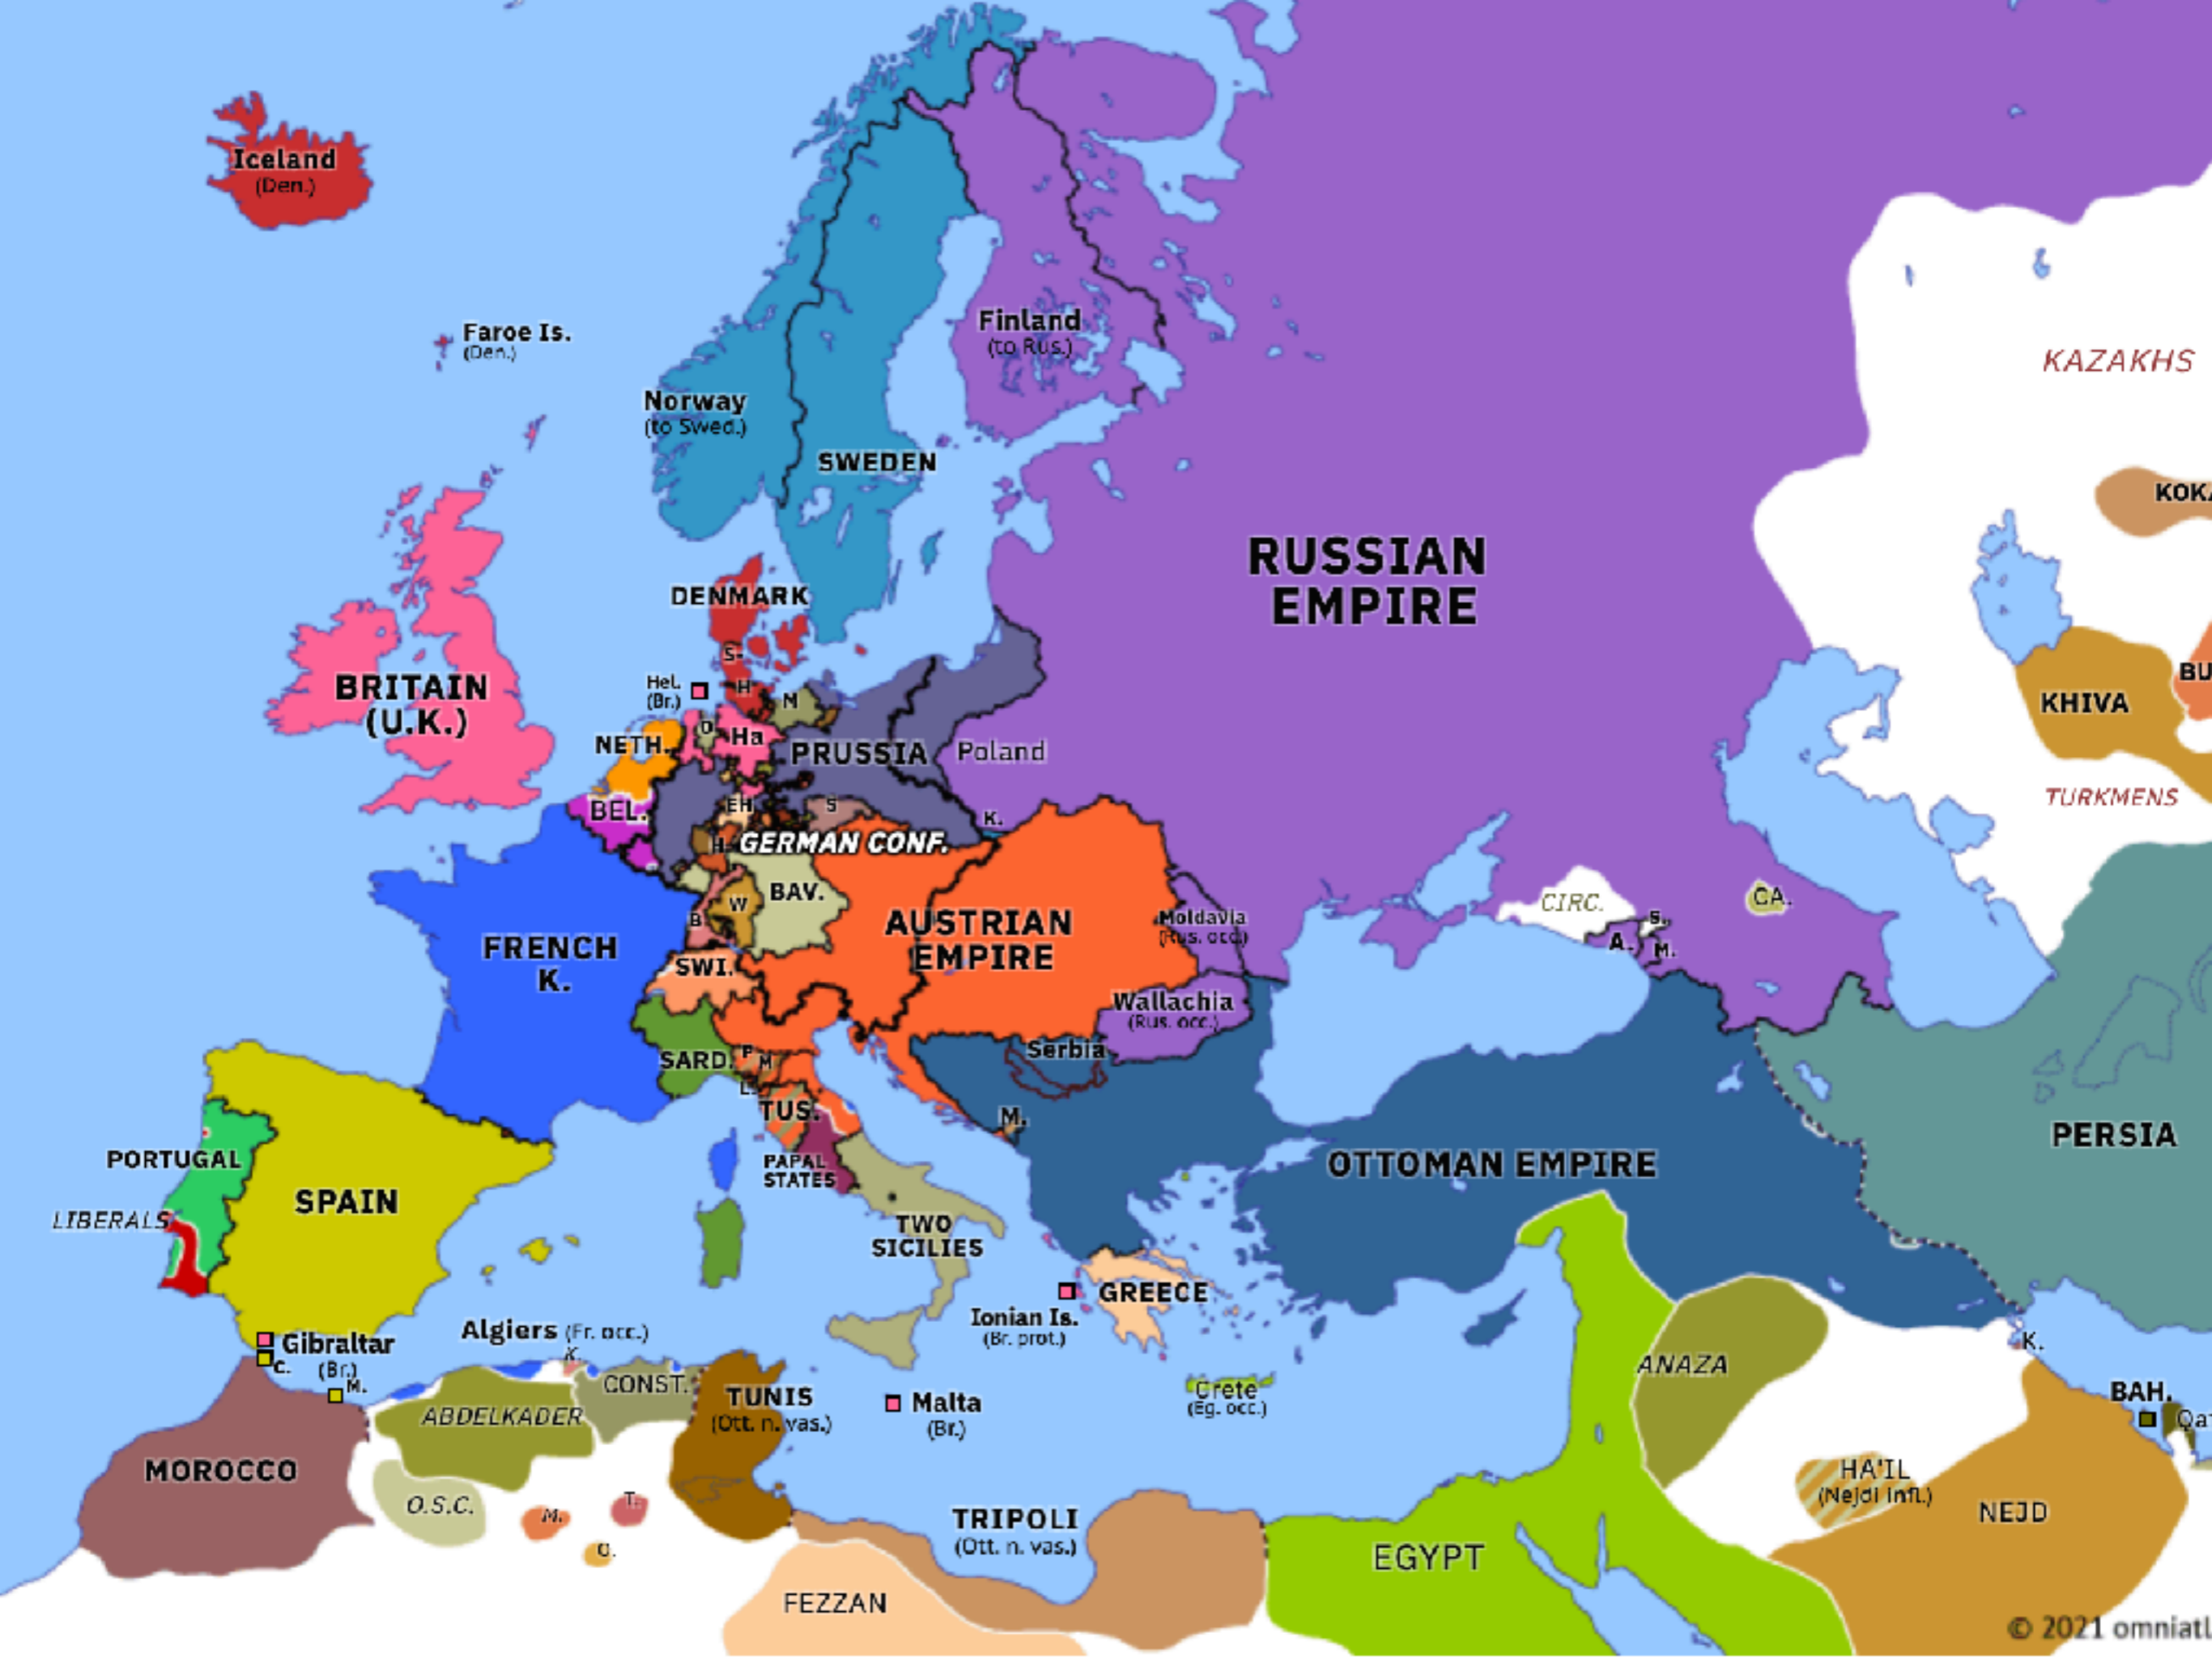 Iceland
(Den.)
Faroe Is.
(Den.)
Finland
(to Rus.)
Norway
(to Swed.)
SWEDEN
KAZAKHS
RUSSIAN
EMPIRE
DENMARK
S-
H
Hel.
(Br.)
BRITAIN
(U.K.)
M
O
Ha
NETH.
PRUSSIA
Poland
KHIVA
TURKMENS
BEL.
EH
S
K.
H-
GERMAN CONF.
BAV.
W
B
FRENCH
K.
AUSTRIAN
EMPIRE
Moldavia
(Rus. occ.)
CIRC.
CA.
S.
A.
M.
SWI.
Wallachia
(Rus. occ.)
SARD.
P
M
L.
Serbia
TUS.
M.
PERSIA
PORTUGAL
SPAIN
PAPAL
STATES
OTTOMAN EMPIRE
LIBERALS
TWO
SICILIES
GREECE
Ionian Is.
(Br. prot.)
Gibraltar
(Br.)
C.
M.
Algiers (Fr. occ.)
K.
CONST.
ABDELKADER
TUNIS
(Ott. n. vas.)
Malta
(Br.)
Crete
(Eg. occ.)
ANAZA
K.
BAH.
Qa
MOROCCO
O.S.C.
M.
T.
O.
HA'IL
(Nejdi infl.)
NEJD
TRIPOLI
(Ott. n. vas.)
EGYPT
FEZZAN
KOK
BU
© 2021 omniatl